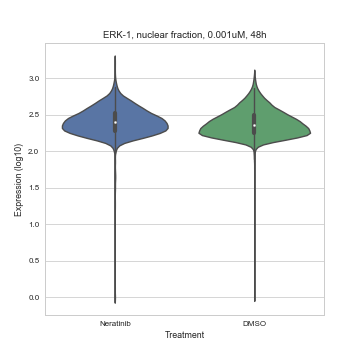 ERK-1, nuclear fraction, 0.001uM, 48h
3.0
2.5
2.0
1.5
1.0
0.5
0.0
Expression (log10)
Neratinib DMSO
Treatment